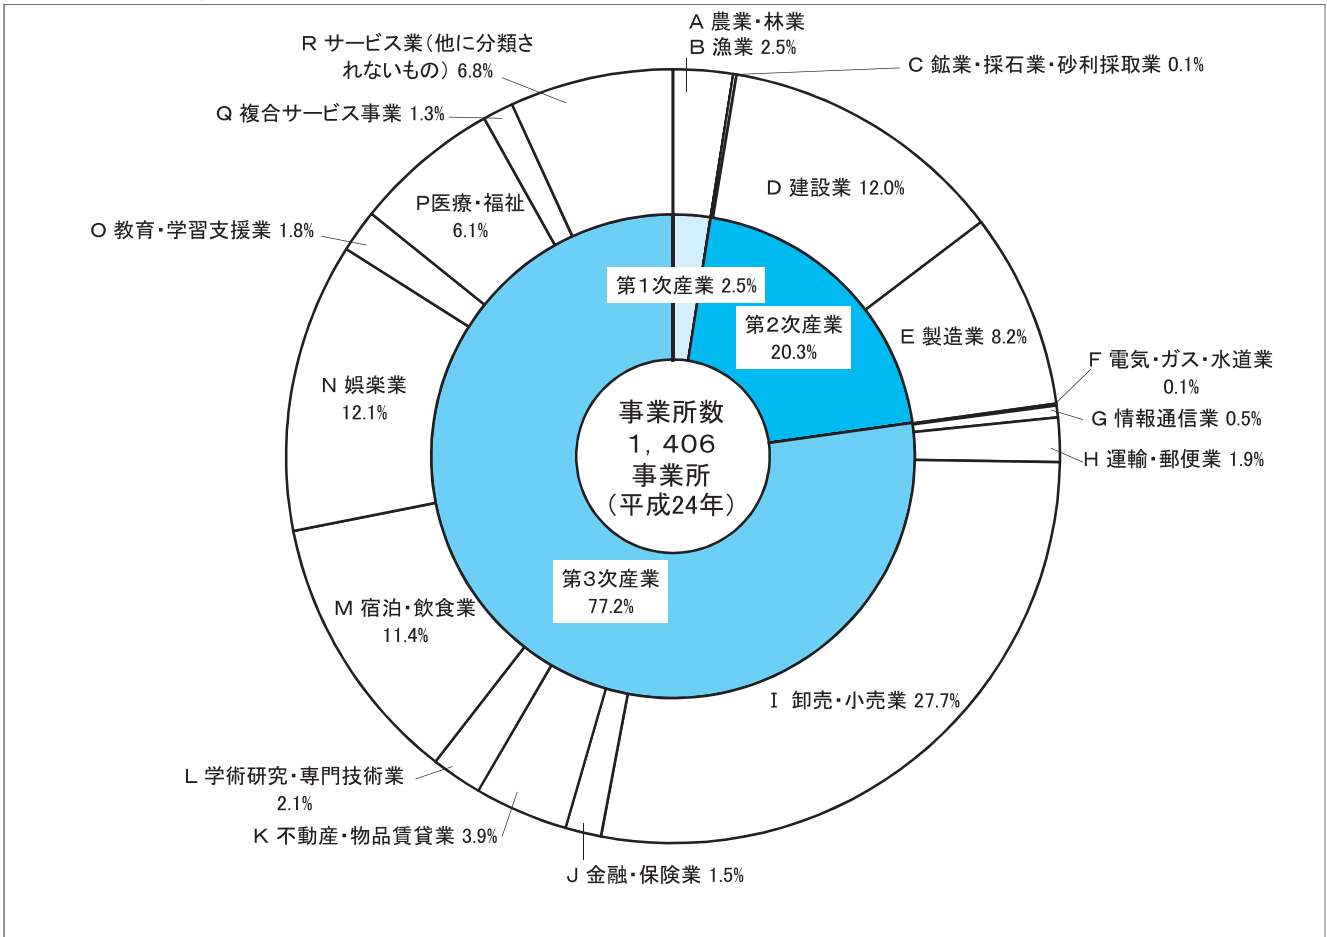 A 農業・林業
B 漁業 2.5%
C 鉱業・採石業・砂利採取業 0.1%
D 建設業 12.0%
E 製造業 8.2%
F 電気・ガス・水道業
0.1%
G 情報通信業 0.5%
H 運輸・郵便業 1.9%
I 卸売・小売業 27.7%
J 金融・保険業 1.5%
K 不動産・物品賃貸業 3.9%
L 学術研究・専門技術業
2.1%
M 宿泊・飲食業
11.4%
N 娯楽業
12.1%
O 教育・学習支援業 1.8%
P医療・福祉
6.1%
Q 複合サービス事業 1.3%
R サービス業(他に分類さ
れないもの) 6.8%
第1次産業 2.5%
第2次産業
20.3%
第3次産業
77.2%
事業所数
1,406
事業所
(平成24年)